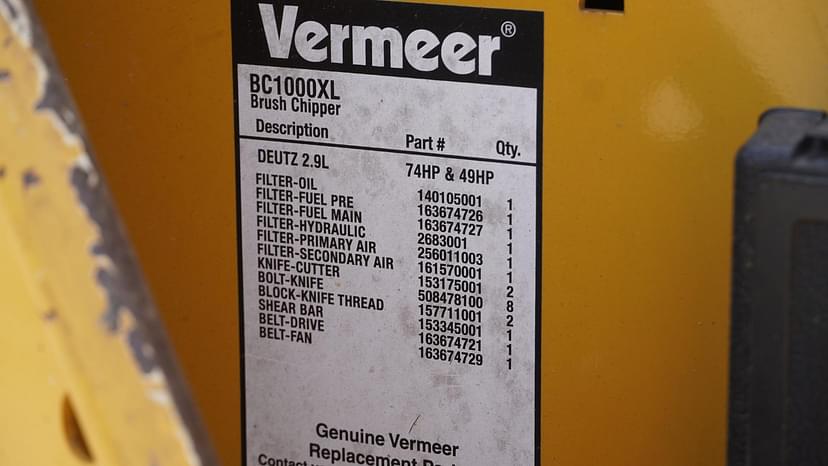 Vermeer®
BC1000XL
Brush Chipper
Description Part # Qty.
DEUTZ 2.9L 74HP & 49HP
FILTER-OIL 140105001 1
FILTER-FUEL PRE 163674726 1
FILTER-FUEL MAIN 163674727 1
FILTER-HYDRAULIC 2683001 1
FILTER-PRIMARY AIR 256011003 1
FILTER-SECONDARY AIR 161570001 1
KNIFE-CUTTER 153175001 2
BOLT-KNIFE 508478100 8
BLOCK-KNIFE THREAD 157711001 2
SHEAR BAR 153345001 1
BELT-DRIVE 163674721 1
BELT-FAN 163674729 1
Genuine Vermeer
Replacement
Contact